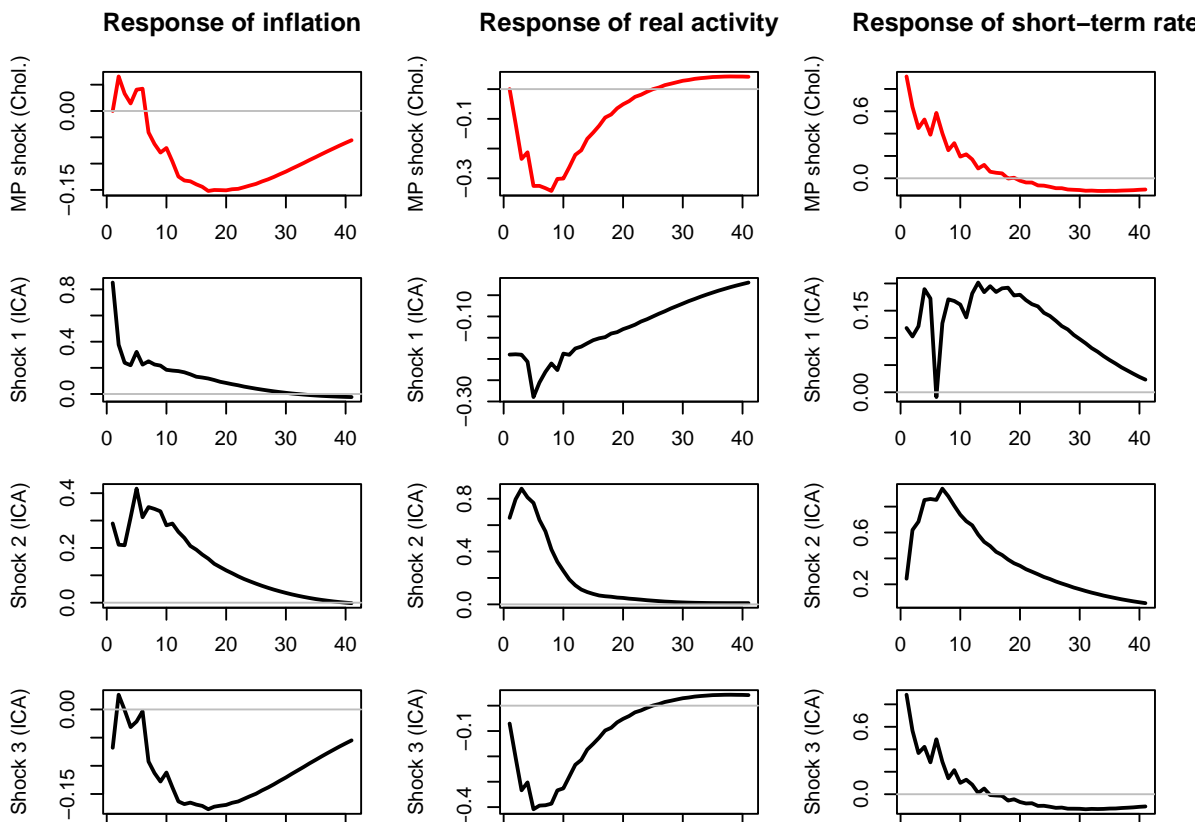 Response of inflation
Response of real activity
Response of short−term rate
MP shock (Chol.)
0.00
−0.15
0 10 20 30 40
MP shock (Chol.)
−0.1
−0.3
0 10 20 30 40
MP shock (Chol.)
0.6
0.0
0 10 20 30 40
Shock 1 (ICA)
0.8
0.4
0.0
0 10 20 30 40
Shock 1 (ICA)
−0.10
−0.30
0 10 20 30 40
Shock 1 (ICA)
0.15
0.00
0 10 20 30 40
Shock 2 (ICA)
0.4
0.2
0.0
0 10 20 30 40
Shock 2 (ICA)
0.8
0.4
0.0
0 10 20 30 40
Shock 2 (ICA)
0.6
0.2
0 10 20 30 40
Shock 3 (ICA)
0.00
−0.15
Shock 3 (ICA)
−0.1
−0.4
Shock 3 (ICA)
0.6
0.0